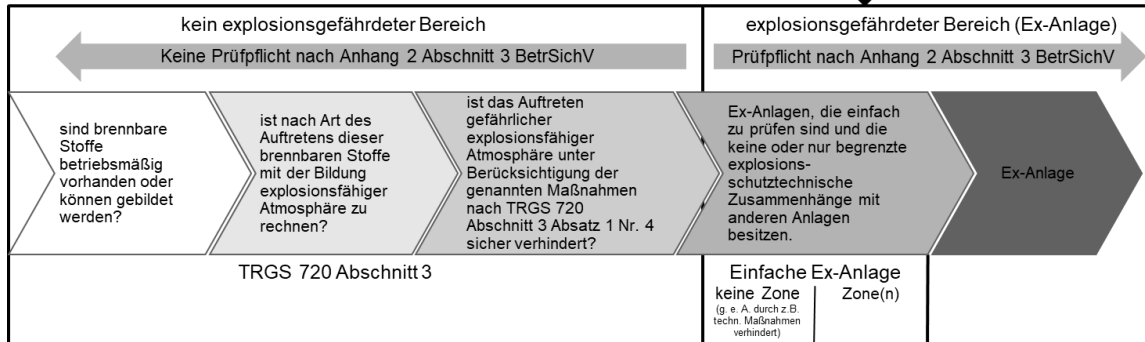 kein explosionsgefährdeter Bereich
explosionsgefährdeter Bereich (Ex-Anlage)
Keine Prüfpflicht nach Anhang 2 Abschnitt 3 BetrSichV
Prüfpflicht nach Anhang 2 Abschnitt 3 BetrSichV
sind brennbare
Stoffe
betriebsmäßig
vorhanden oder
können gebildet
werden?
ist nach Art des
Auftretens dieser
brennbaren Stoffe
mit der Bildung
explosionsfähiger
Atmosphäre zu
rechnen?
ist das Auftreten
gefährlicher
explosionsfähiger
Atmosphäre unter
Berücksichtigung der
genannten Maßnahmen
nach TRGS 720
Abschnitt 3 Absatz 1 Nr. 4
sicher verhindert?
Ex-Anlagen, die einfach
zu prüfen sind und die
keine oder nur begrenzte
explosions-
schutztechnische
Zusammenhänge mit
anderen Anlagen
besitzen.
Ex-Anlage
TRGS 720 Abschnitt 3
Einfache Ex-Anlage
keine Zone
(g. e. A. durch z.B.
techn. Maßnahmen
verhindert)
Zone(n)